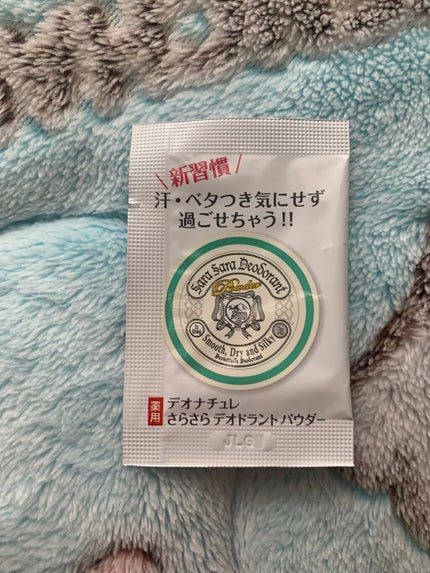 新習慣
汗・ベタつき気にせず
過ごせちゃう!!
Sara Sara Deodorant
Powder
Smooth, Dry and Silky
薬用
デオナチュレ
さらさらデオドラントパウダー
JLG